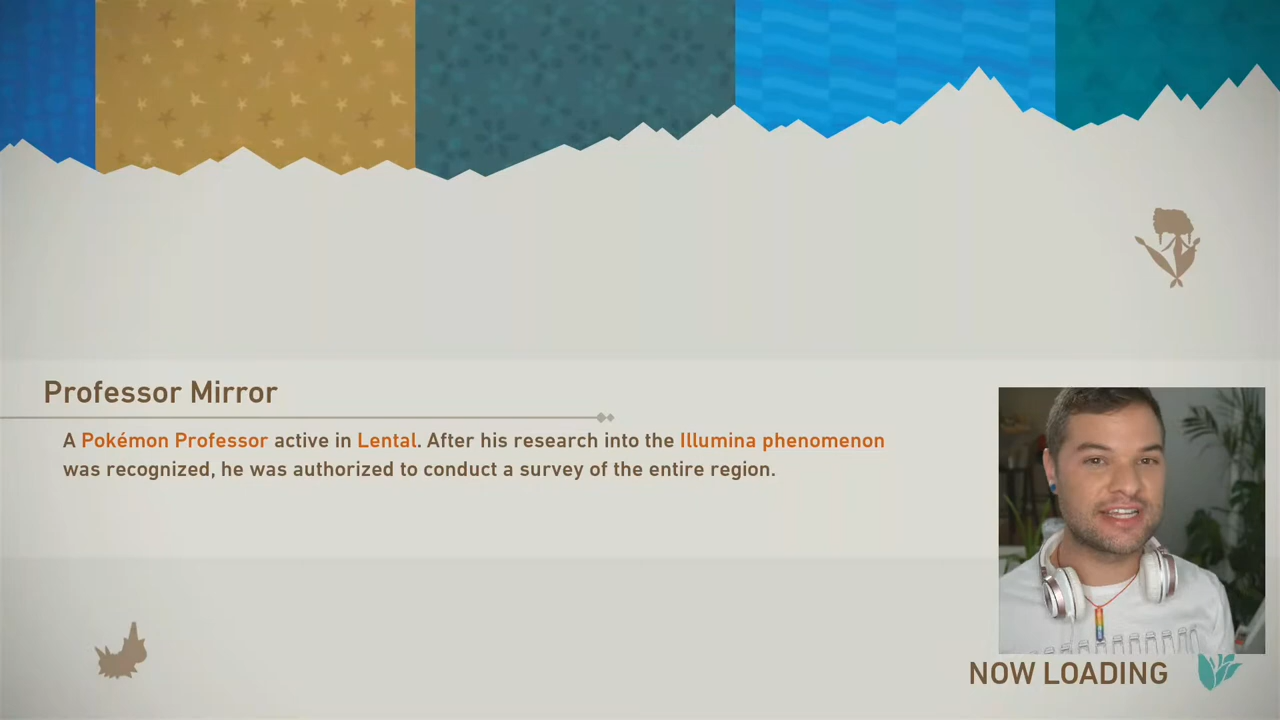 Professor Mirror
A Pokémon Professor active in Lental. After his research into the Illumina phenomenon
was recognized, he was authorized to conduct a survey of the entire region.
NOW LOADING